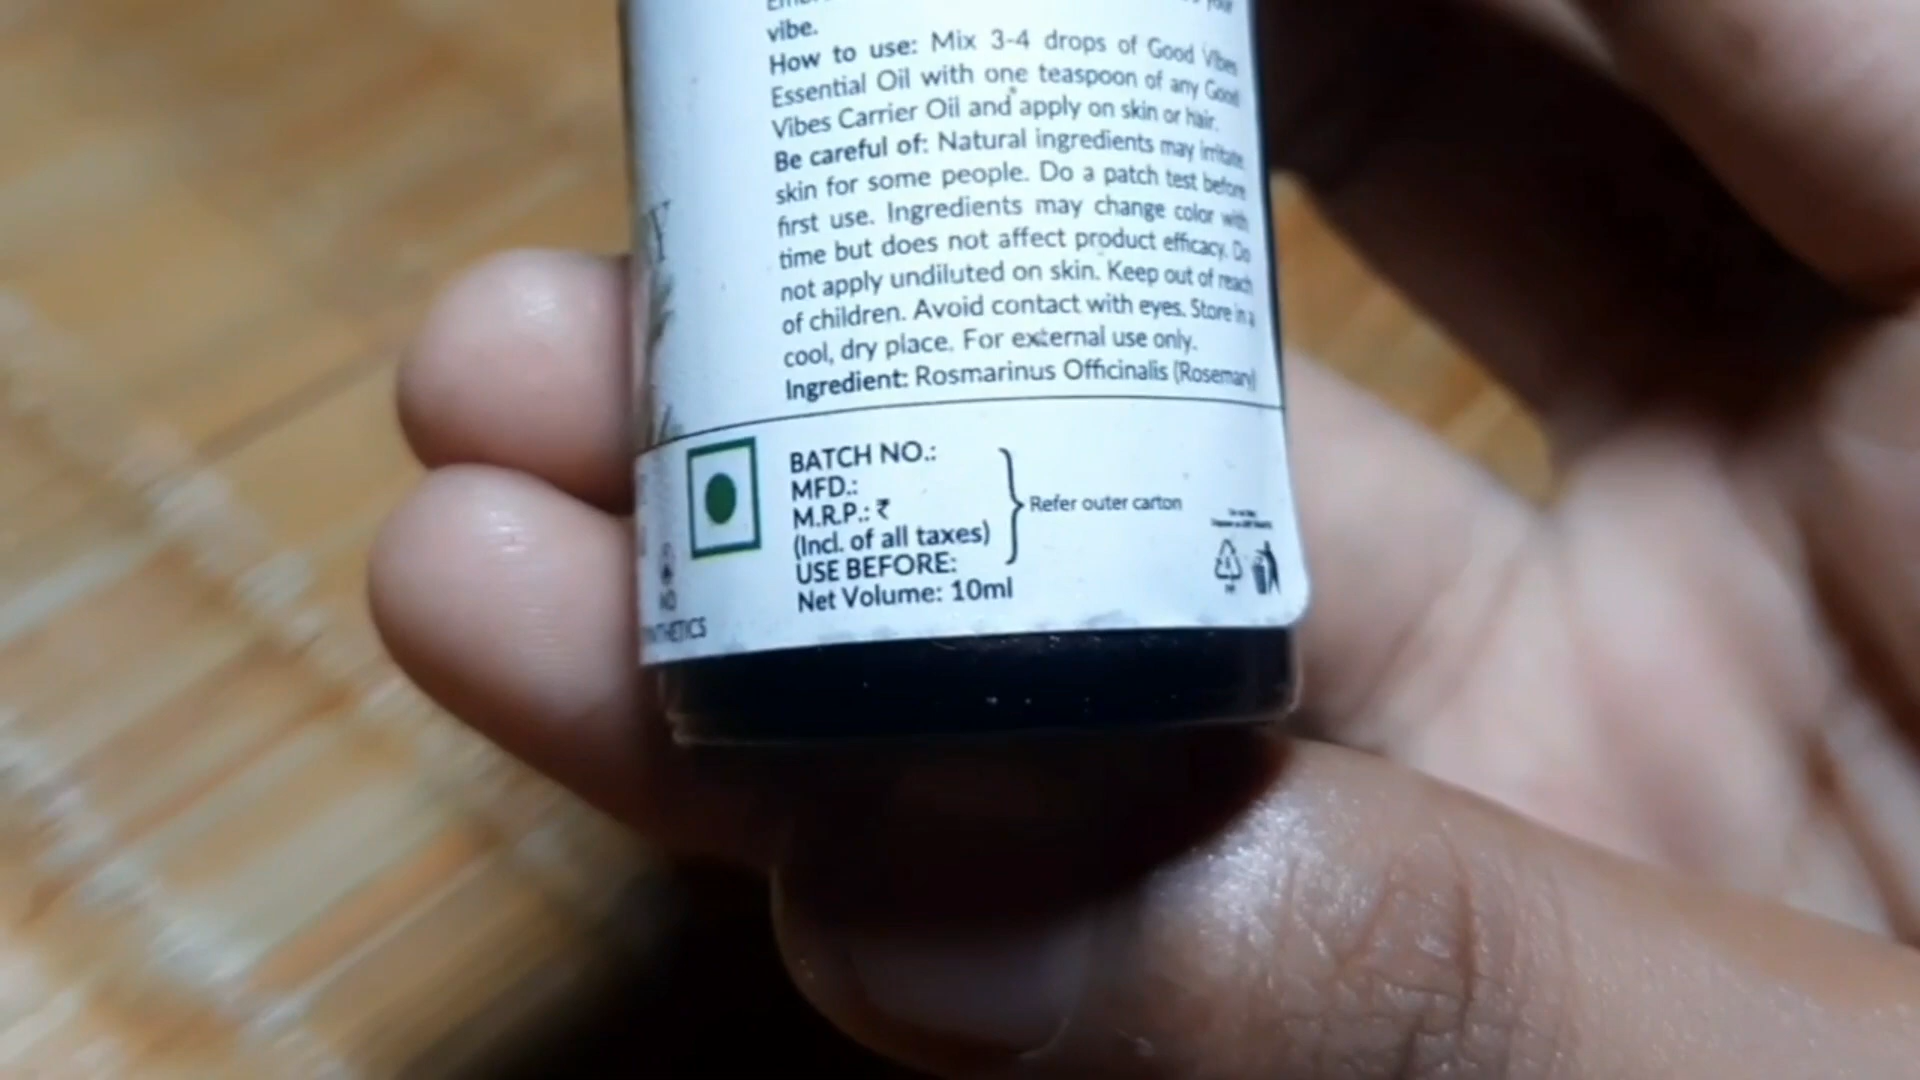 your
vibe.
How to use: Mix 3-4 drops of Good Vibes
Essential Oil with one teaspoon of any Good
Vibes Carrier Oil and apply on skin or hair.
Be careful of: Natural ingredients may irritate
skin for some people. Do a patch test before
first use. Ingredients may change color with
time but does not affect product efficacy. Do
not apply undiluted on skin. Keep out of reach
of children. Avoid contact with eyes. Store in a
cool, dry place. For external use only.
Ingredient: Rosmarinus Officinalis (Rosemary)
BATCH NO.:
MFD.:
M.R.P.: ₹
(Incl. of all taxes)
USE BEFORE:
Refer outer carton
Net Volume: 10ml
NO